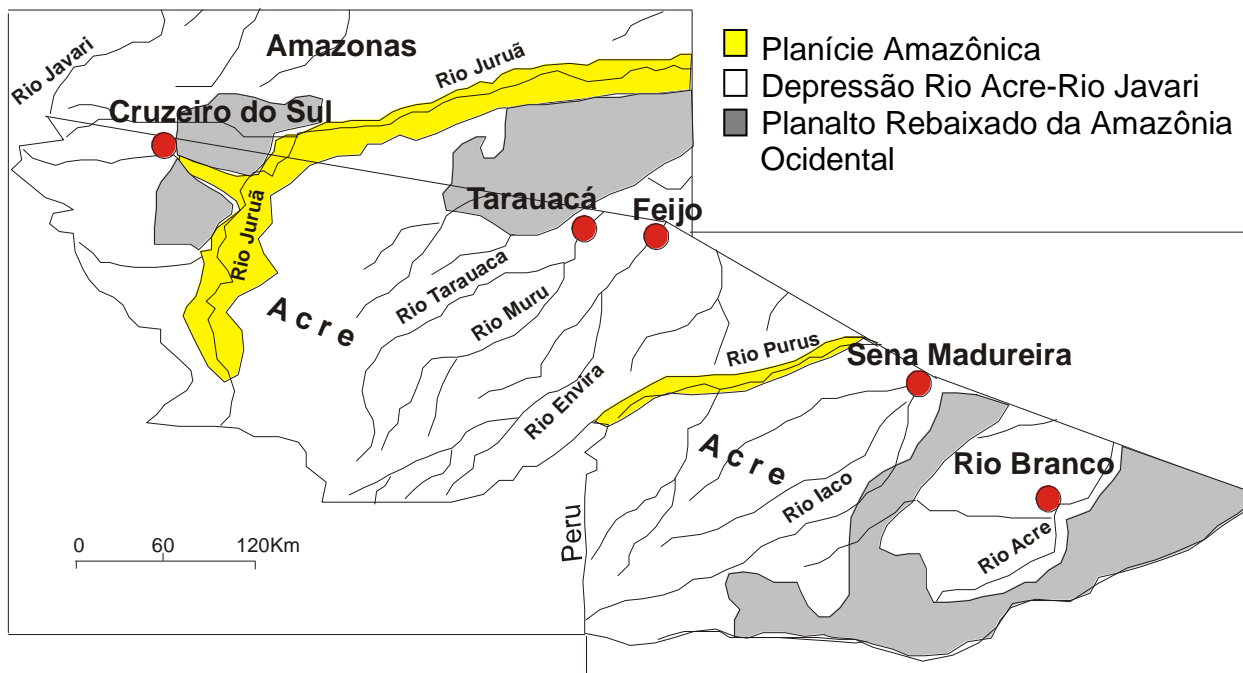 Amazonas
Rio Javari
Rio Juruã
Cruzeiro do Sul
Planície Amazônica
Depressão Rio Acre-Rio Javari
Planalto Rebaixado da Amazônia
Ocidental
Rio Juruã
Tarauacá
Feijo
Rio Tarauaca
Rio Muru
Acre
Rio Envira
Rio Purus
Sena Madureira
Acre
Rio Iaco
Rio Branco
Rio Acre
Peru
0 60 120Km